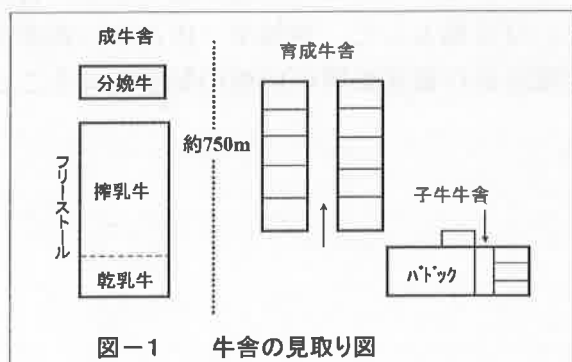 成牛舎
分娩牛
フリーストール
搾乳牛
乾乳牛
約750m
育成牛舎
子牛牛舎
パドック
図－1 牛舎の見取り図